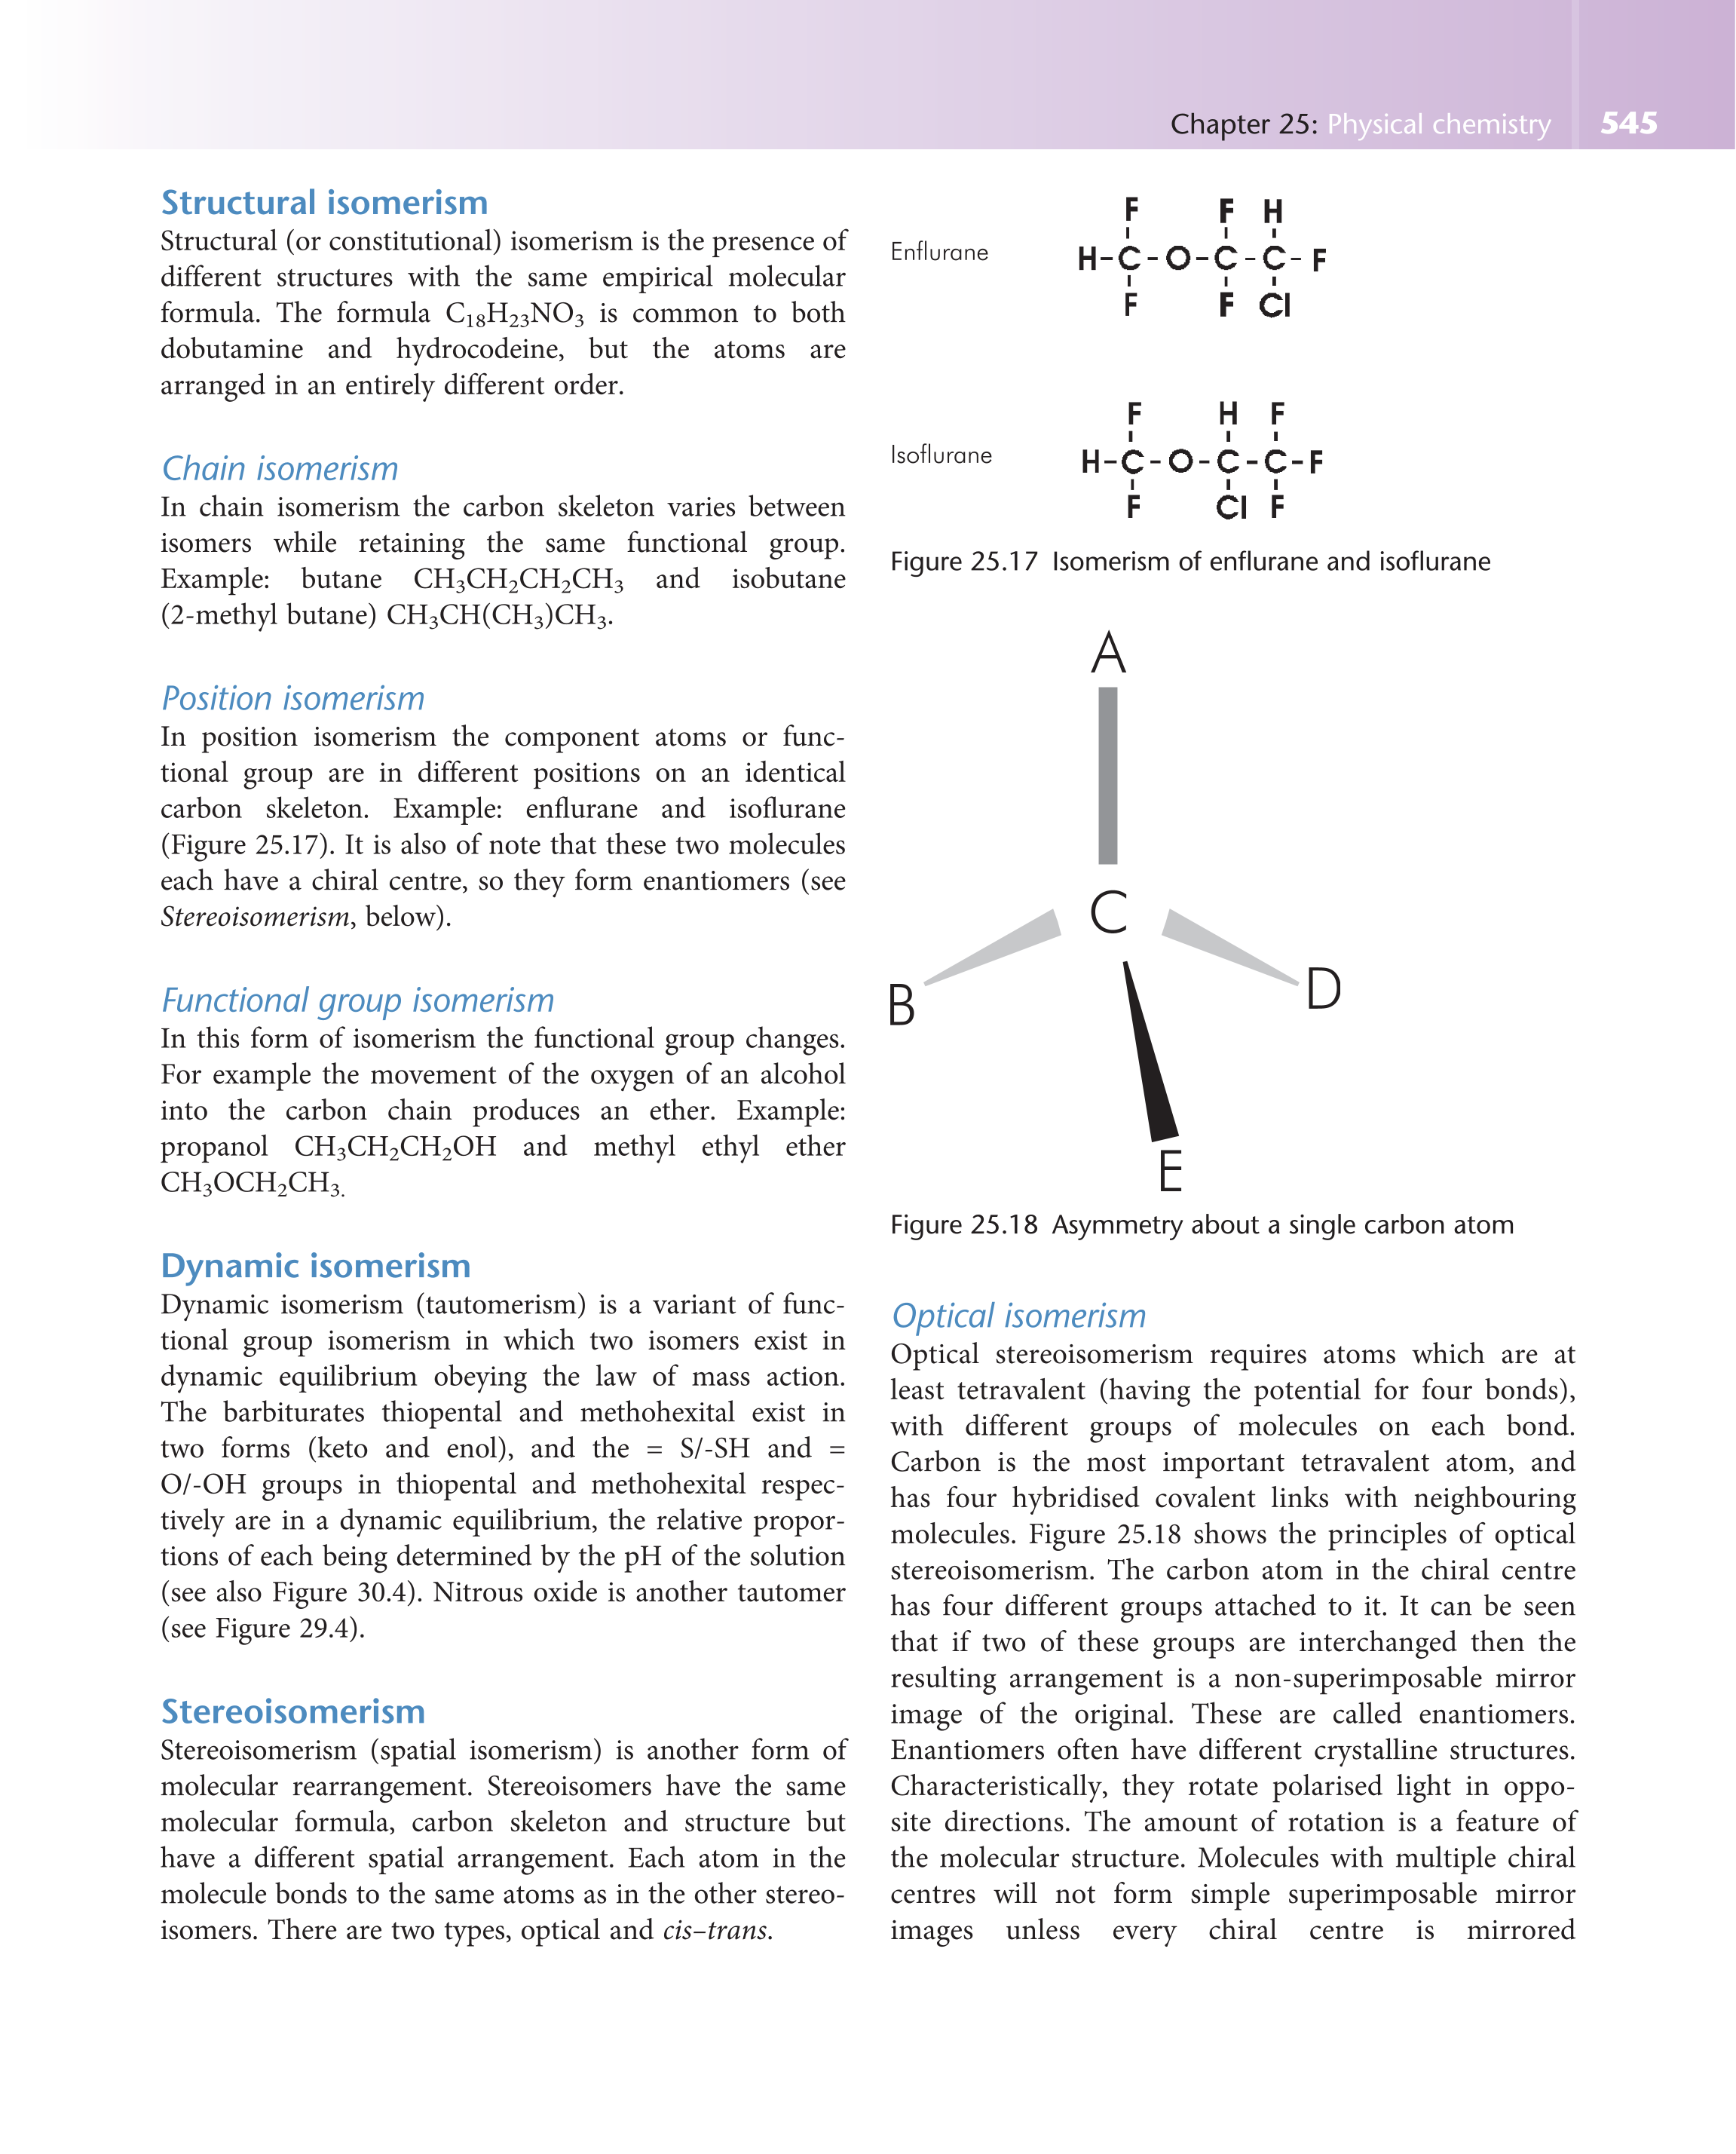 Chapter 25: Physical chemistry 545
Structural isomerism
Structural (or constitutional) isomerism is the presence of
different structures with the same empirical molecular
formula. The formula C₁₈H₂₃NO₃ is common to both
dobutamine and hydrocodeine, but the atoms are
arranged in an entirely different order.
Chain isomerism
In chain isomerism the carbon skeleton varies between
isomers while retaining the same functional group.
Example: butane CH₃CH₂CH₂CH₃ and isobutane
(2-methyl butane) CH₃CH(CH₃)CH₃.
Position isomerism
In position isomerism the component atoms or func-
tional group are in different positions on an identical
carbon skeleton. Example: enflurane and isoflurane
(Figure 25.17). It is also of note that these two molecules
each have a chiral centre, so they form enantiomers (see
Stereoisomerism, below).
Functional group isomerism
In this form of isomerism the functional group changes.
For example the movement of the oxygen of an alcohol
into the carbon chain produces an ether. Example:
propanol CH₃CH₂CH₂OH and methyl ethyl ether
CH₃OCH₂CH₃.
Dynamic isomerism
Dynamic isomerism (tautomerism) is a variant of func-
tional group isomerism in which two isomers exist in
dynamic equilibrium obeying the law of mass action.
The barbiturates thiopental and methohexital exist in
two forms (keto and enol), and the = S/-SH and =
O/-OH groups in thiopental and methohexital respec-
tively are in a dynamic equilibrium, the relative propor-
tions of each being determined by the pH of the solution
(see also Figure 30.4). Nitrous oxide is another tautomer
(see Figure 29.4).
Stereoisomerism
Stereoisomerism (spatial isomerism) is another form of
molecular rearrangement. Stereoisomers have the same
molecular formula, carbon skeleton and structure but
have a different spatial arrangement. Each atom in the
molecule bonds to the same atoms as in the other stereo-
isomers. There are two types, optical and cis–trans.
F F H
Enflurane H-C-O-C-C-F
F F Cl
F H F
Isoflurane H-C-O-C-C-F
F Cl F
Figure 25.17 Isomerism of enflurane and isoflurane
A
C
B D
E
Figure 25.18 Asymmetry about a single carbon atom
Optical isomerism
Optical stereoisomerism requires atoms which are at
least tetravalent (having the potential for four bonds),
with different groups of molecules on each bond.
Carbon is the most important tetravalent atom, and
has four hybridised covalent links with neighbouring
molecules. Figure 25.18 shows the principles of optical
stereoisomerism. The carbon atom in the chiral centre
has four different groups attached to it. It can be seen
that if two of these groups are interchanged then the
resulting arrangement is a non-superimposable mirror
image of the original. These are called enantiomers.
Enantiomers often have different crystalline structures.
Characteristically, they rotate polarised light in oppo-
site directions. The amount of rotation is a feature of
the molecular structure. Molecules with multiple chiral
centres will not form simple superimposable mirror
images unless every chiral centre is mirrored